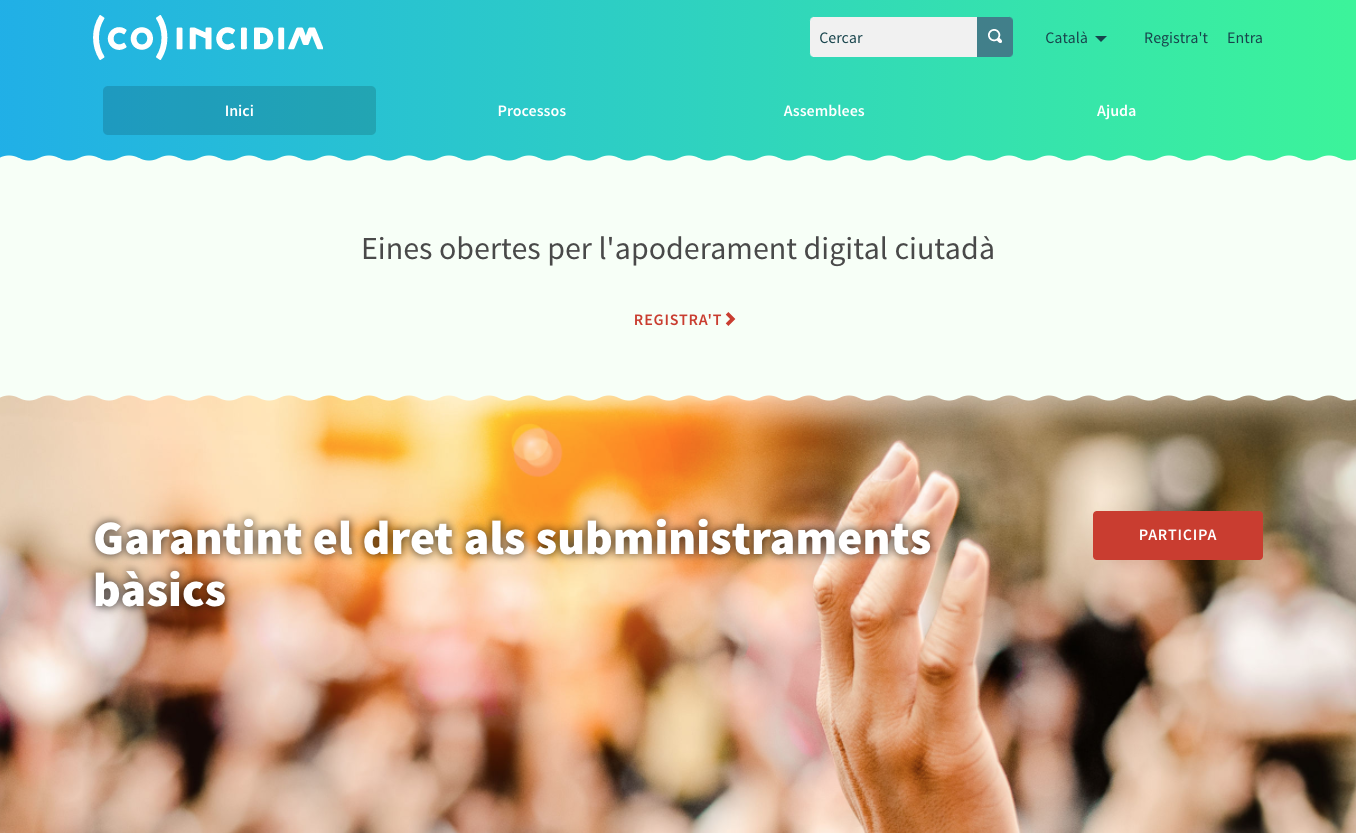 (CO)INCIDIM
Cercar
Català
Registra't
Entra
Inici
Processos
Assemblees
Ajuda
Eines obertes per l'apoderament digital ciutadà
REGISTRA'T
Garantint el dret als subministraments
bàsics
PARTICIPA